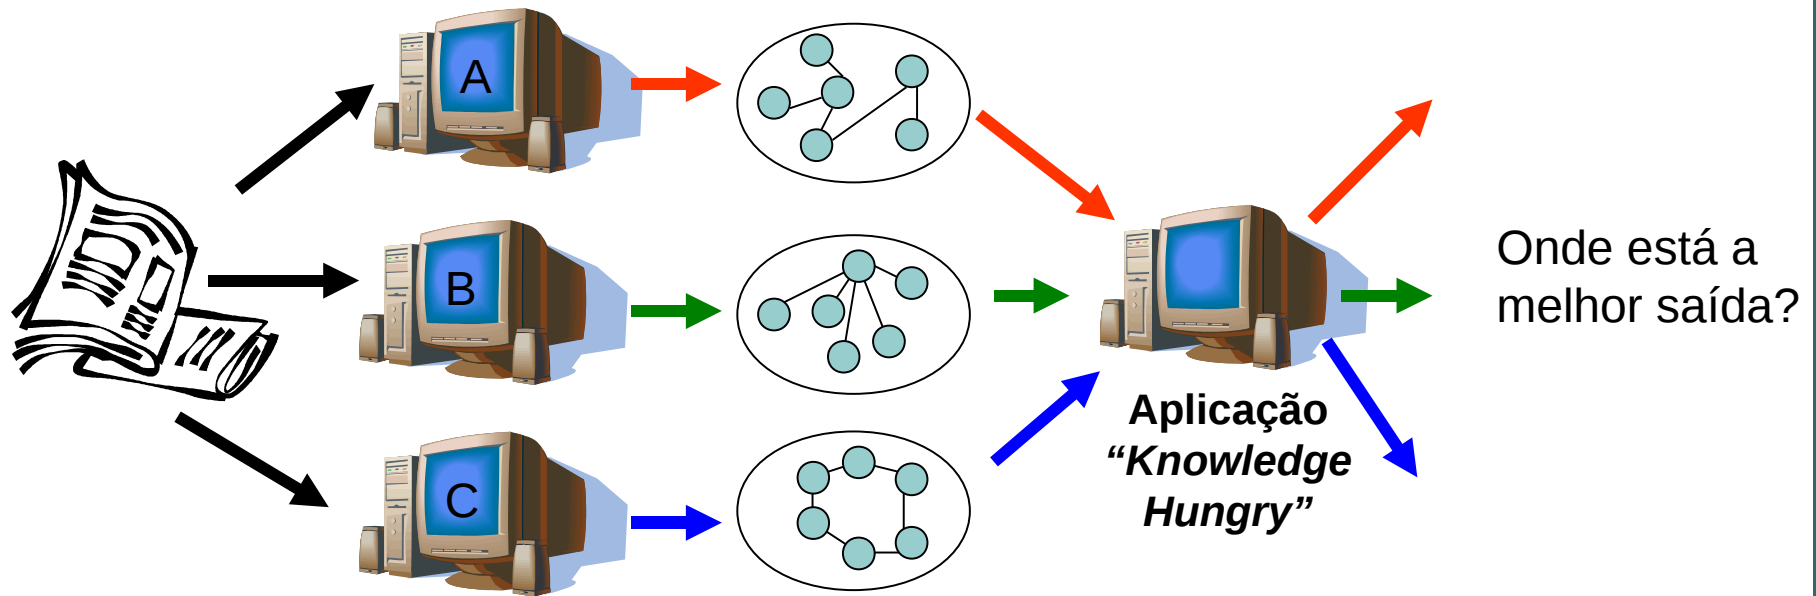 A
B
C
Aplicação
“Knowledge
Hungry”
Onde está a
melhor saída?